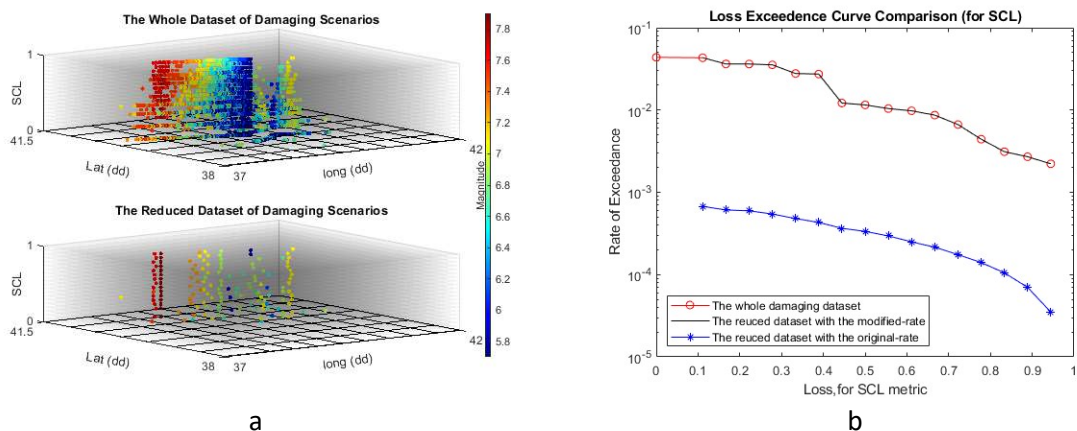 The Whole Dataset of Damaging Scenarios
1
SCL
0
41.5
Lat (dd)
38
37
long (dd)
42
The Reduced Dataset of Damaging Scenarios
1
SCL
0
41.5
Lat (dd)
38
37
long (dd)
42
7.8
7.6
7.4
7.2
7
6.8
6.6
6.4
6.2
6
5.8
Magnitude
a
Loss Exceedence Curve Comparison (for SCL)
10-1
10-2
10-3
10-4
10-5
Rate of Exceedance
The whole damaging dataset
The reuced dataset with the modified-rate
The reuced dataset with the original-rate
0 0.1 0.2 0.3 0.4 0.5 0.6 0.7 0.8 0.9 1
Loss,for SCL metric
b